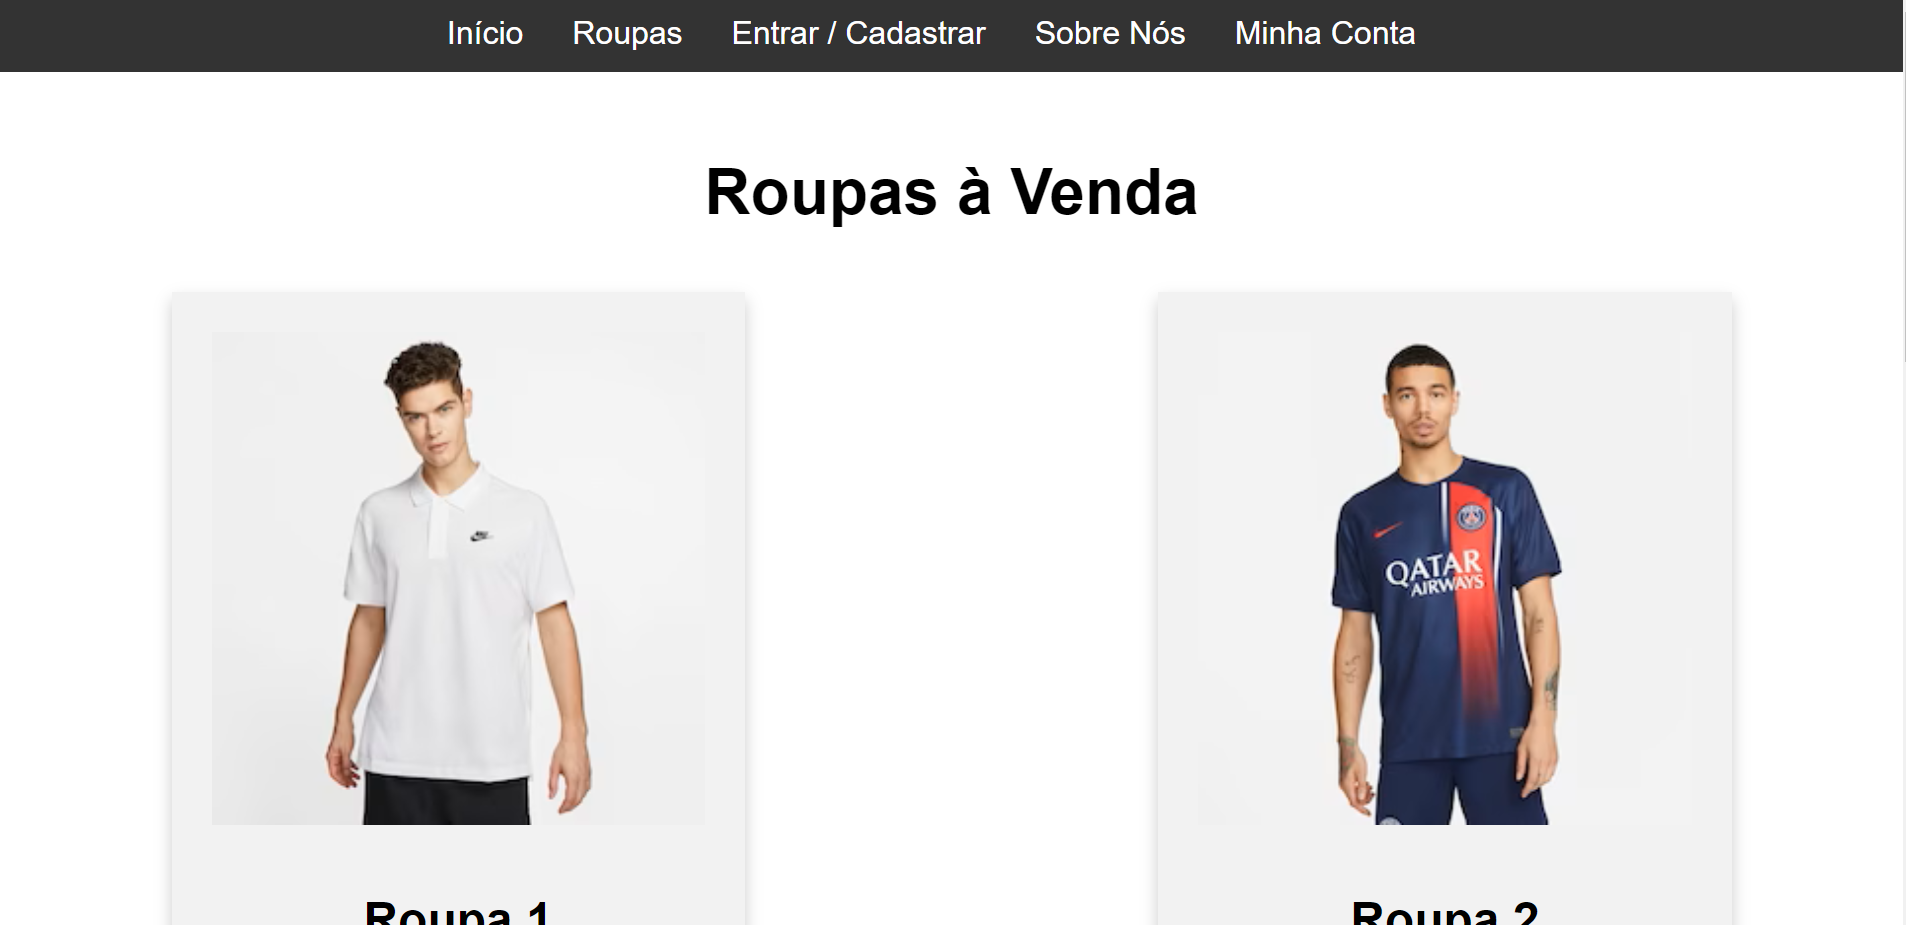 Início Roupas Entrar / Cadastrar Sobre Nós Minha Conta
Roupas à Venda
QATAR
AIRWAYS
Roupa 1
Roupa 2